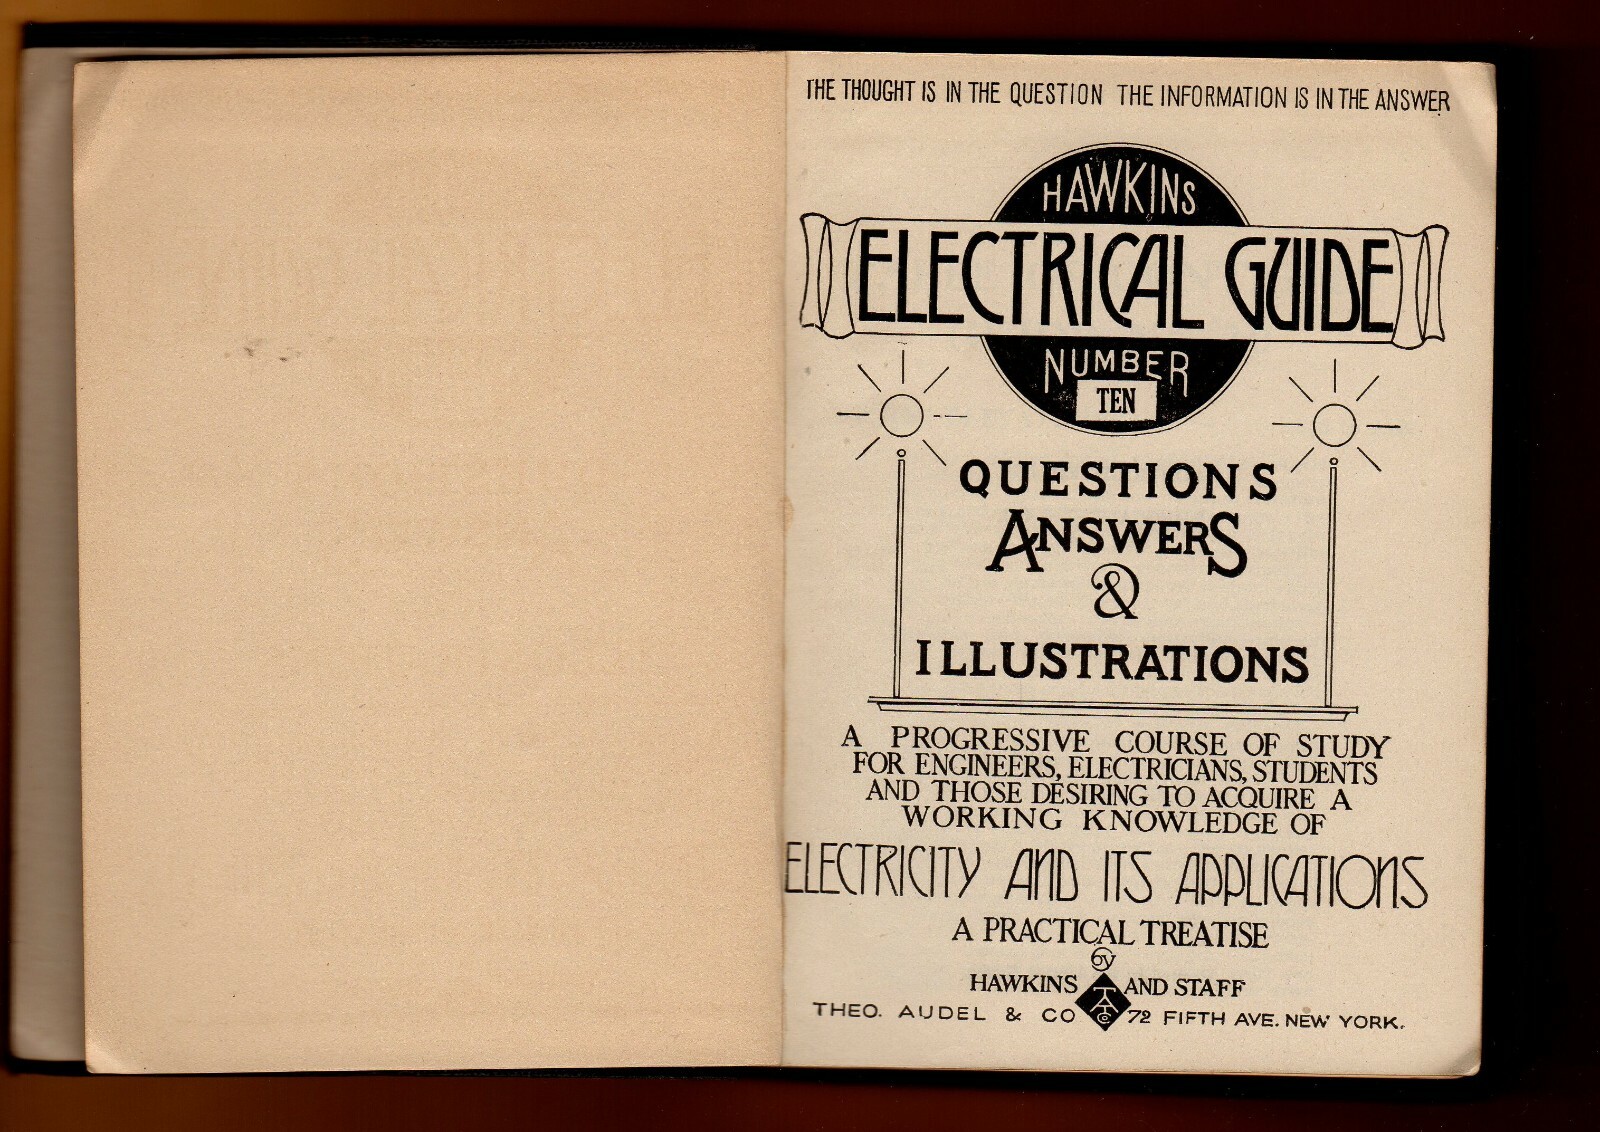 THE THOUGHT IS IN THE QUESTION THE INFORMATION IS IN THE ANSWER
HAWKINS
ELECTRICAL GUIDE
NUMBER
TEN
QUESTIONS
ANSWERS
&
ILLUSTRATIONS
A PROGRESSIVE COURSE OF STUDY
FOR ENGINEERS, ELECTRICIANS, STUDENTS
AND THOSE DESIRING TO ACQUIRE A
WORKING KNOWLEDGE OF
ELECTRICITY AND ITS APPLICATIONS
A PRACTICAL TREATISE
by
HAWKINS AND STAFF
THEO. AUDEL & CO 72 FIFTH AVE. NEW YORK.